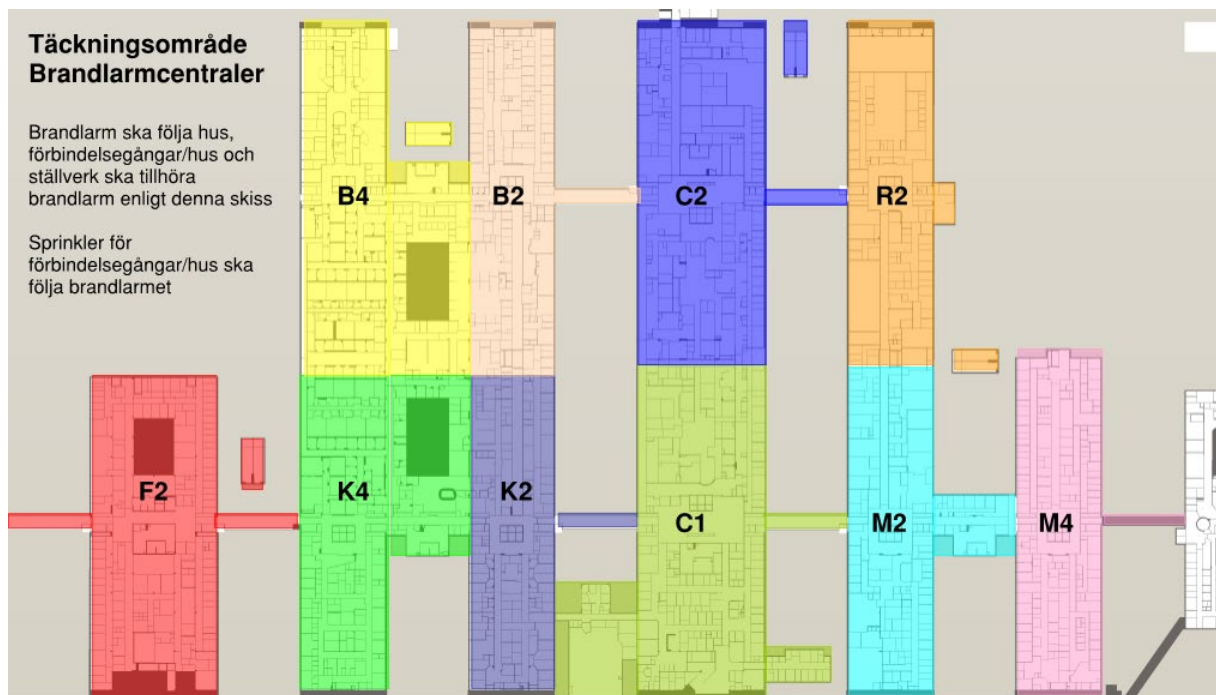 Täckningsområde
Brandlarmcentraler
Brandlarm ska följa hus,
förbindelsegångar/hus och
ställverk ska tillhöra
brandlarm enligt denna skiss
Sprinkler för
förbindelsegångar/hus ska
följa brandlarmet
B4
B2
C2
R2
F2
K4
K2
C1
M2
M4